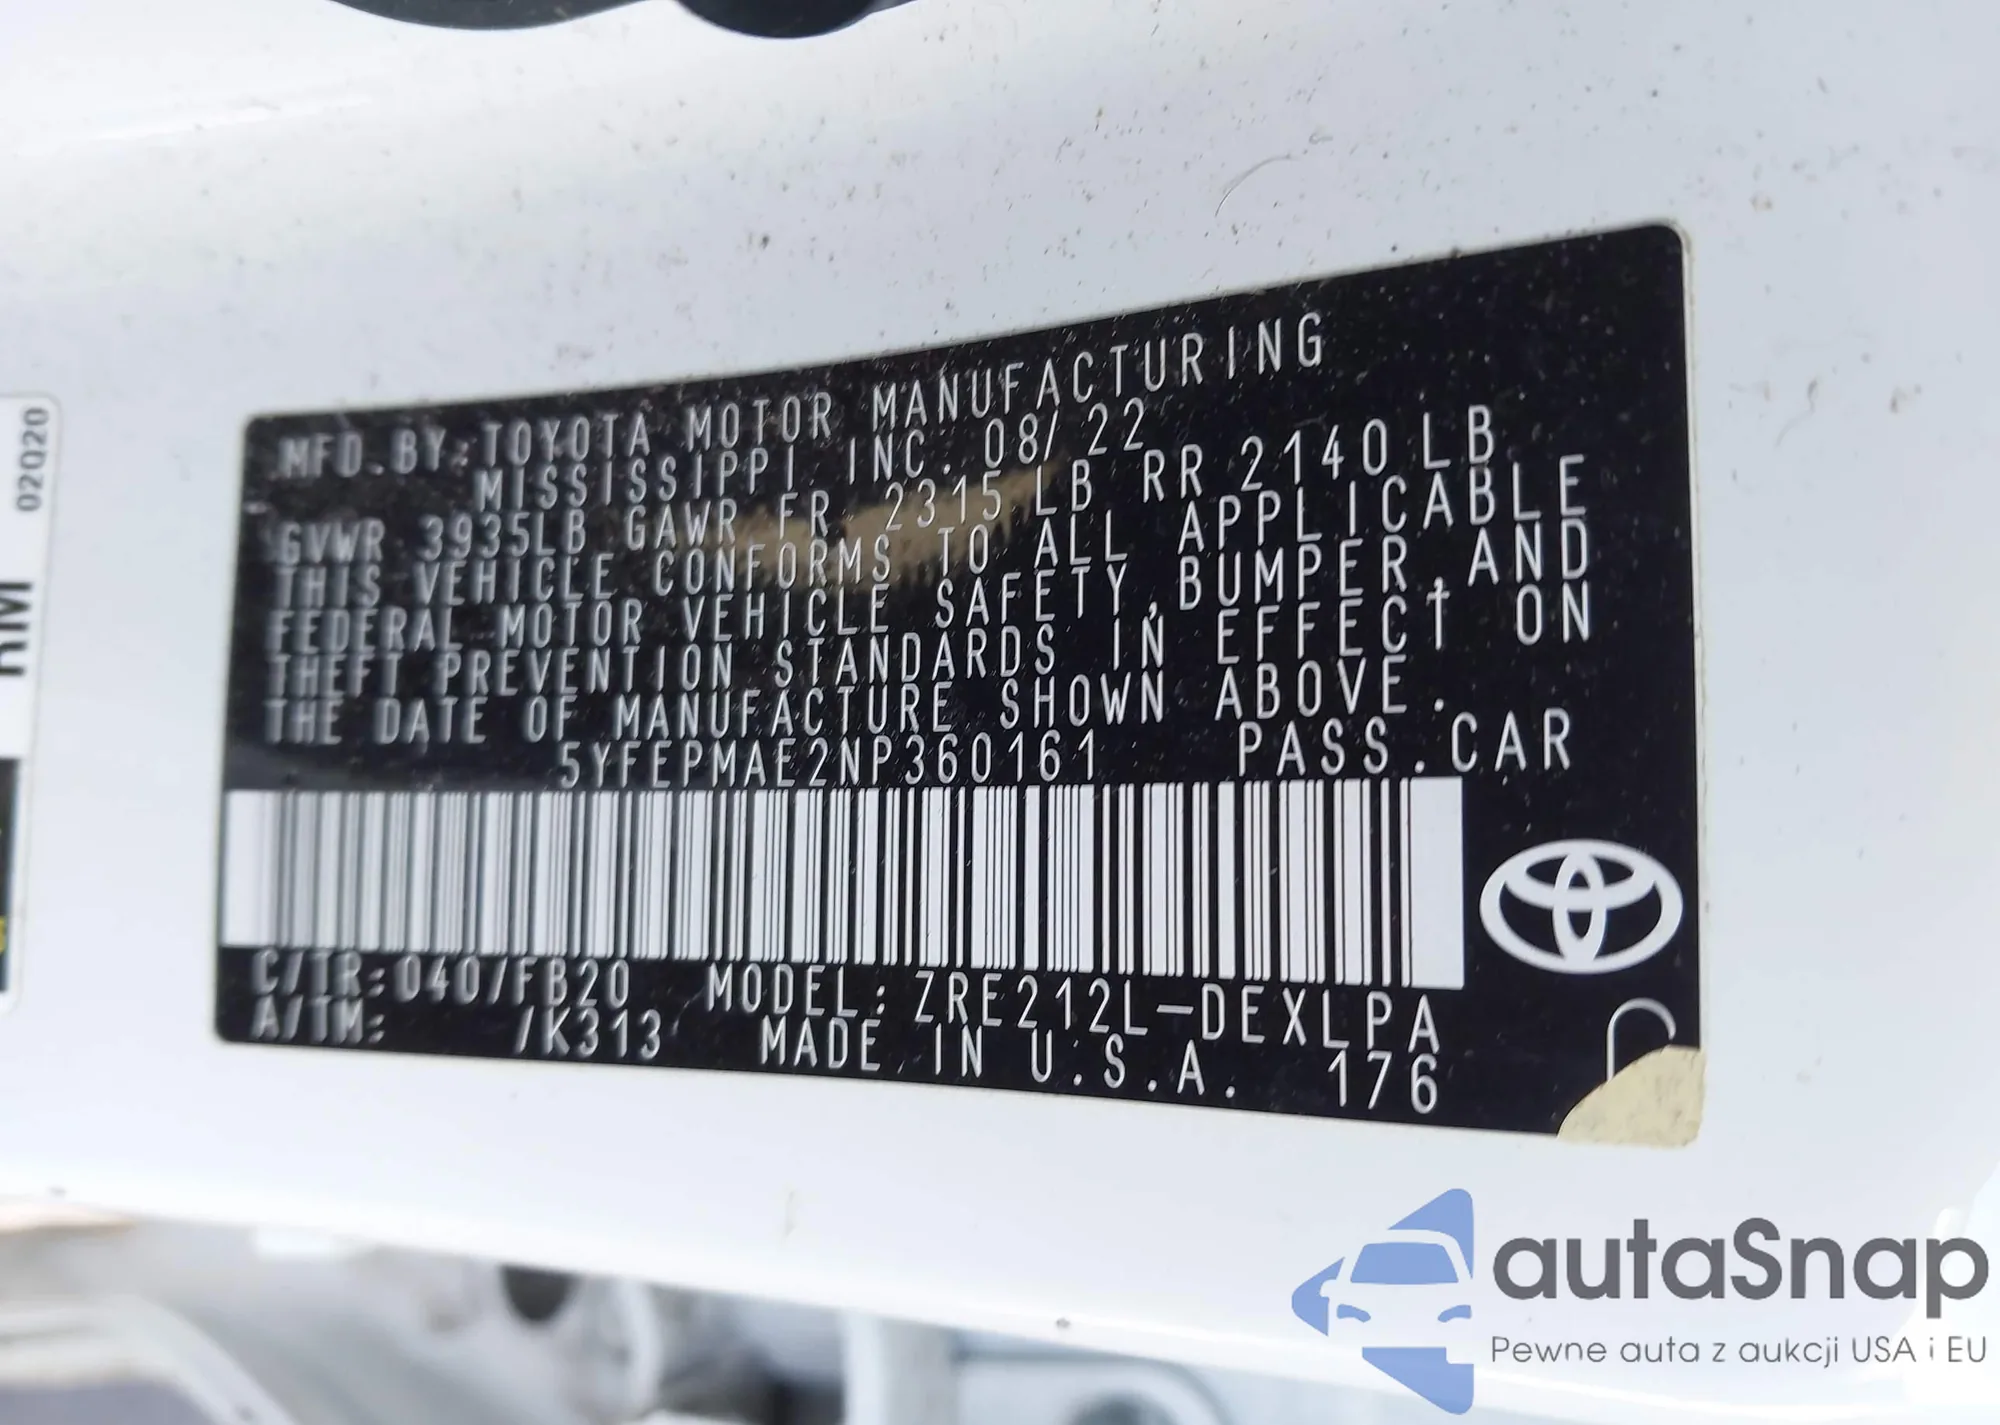 MFD. BY: TOYOTA MOTOR MANUFACTURING
MISSISSIPPI, INC. 08/22
GVWR 3935LB GAWR FR 2315LB RR 2140LB
THIS VEHICLE CONFORMS TO ALL APPLICABLE
FEDERAL MOTOR VEHICLE SAFETY, BUMPER, AND
THEFT PREVENTION STANDARDS IN EFFECT ON
THE DATE OF MANUFACTURE SHOWN ABOVE.
5YFEPMAE2NP360161 PASS.CAR
C/TR:040/FB20 MODEL: ZRE212L-DEXLPA
A/TM: /K313 MADE IN U.S.A. 176
02Q20
autaSnap
Pewne auta z aukcji USA i EU